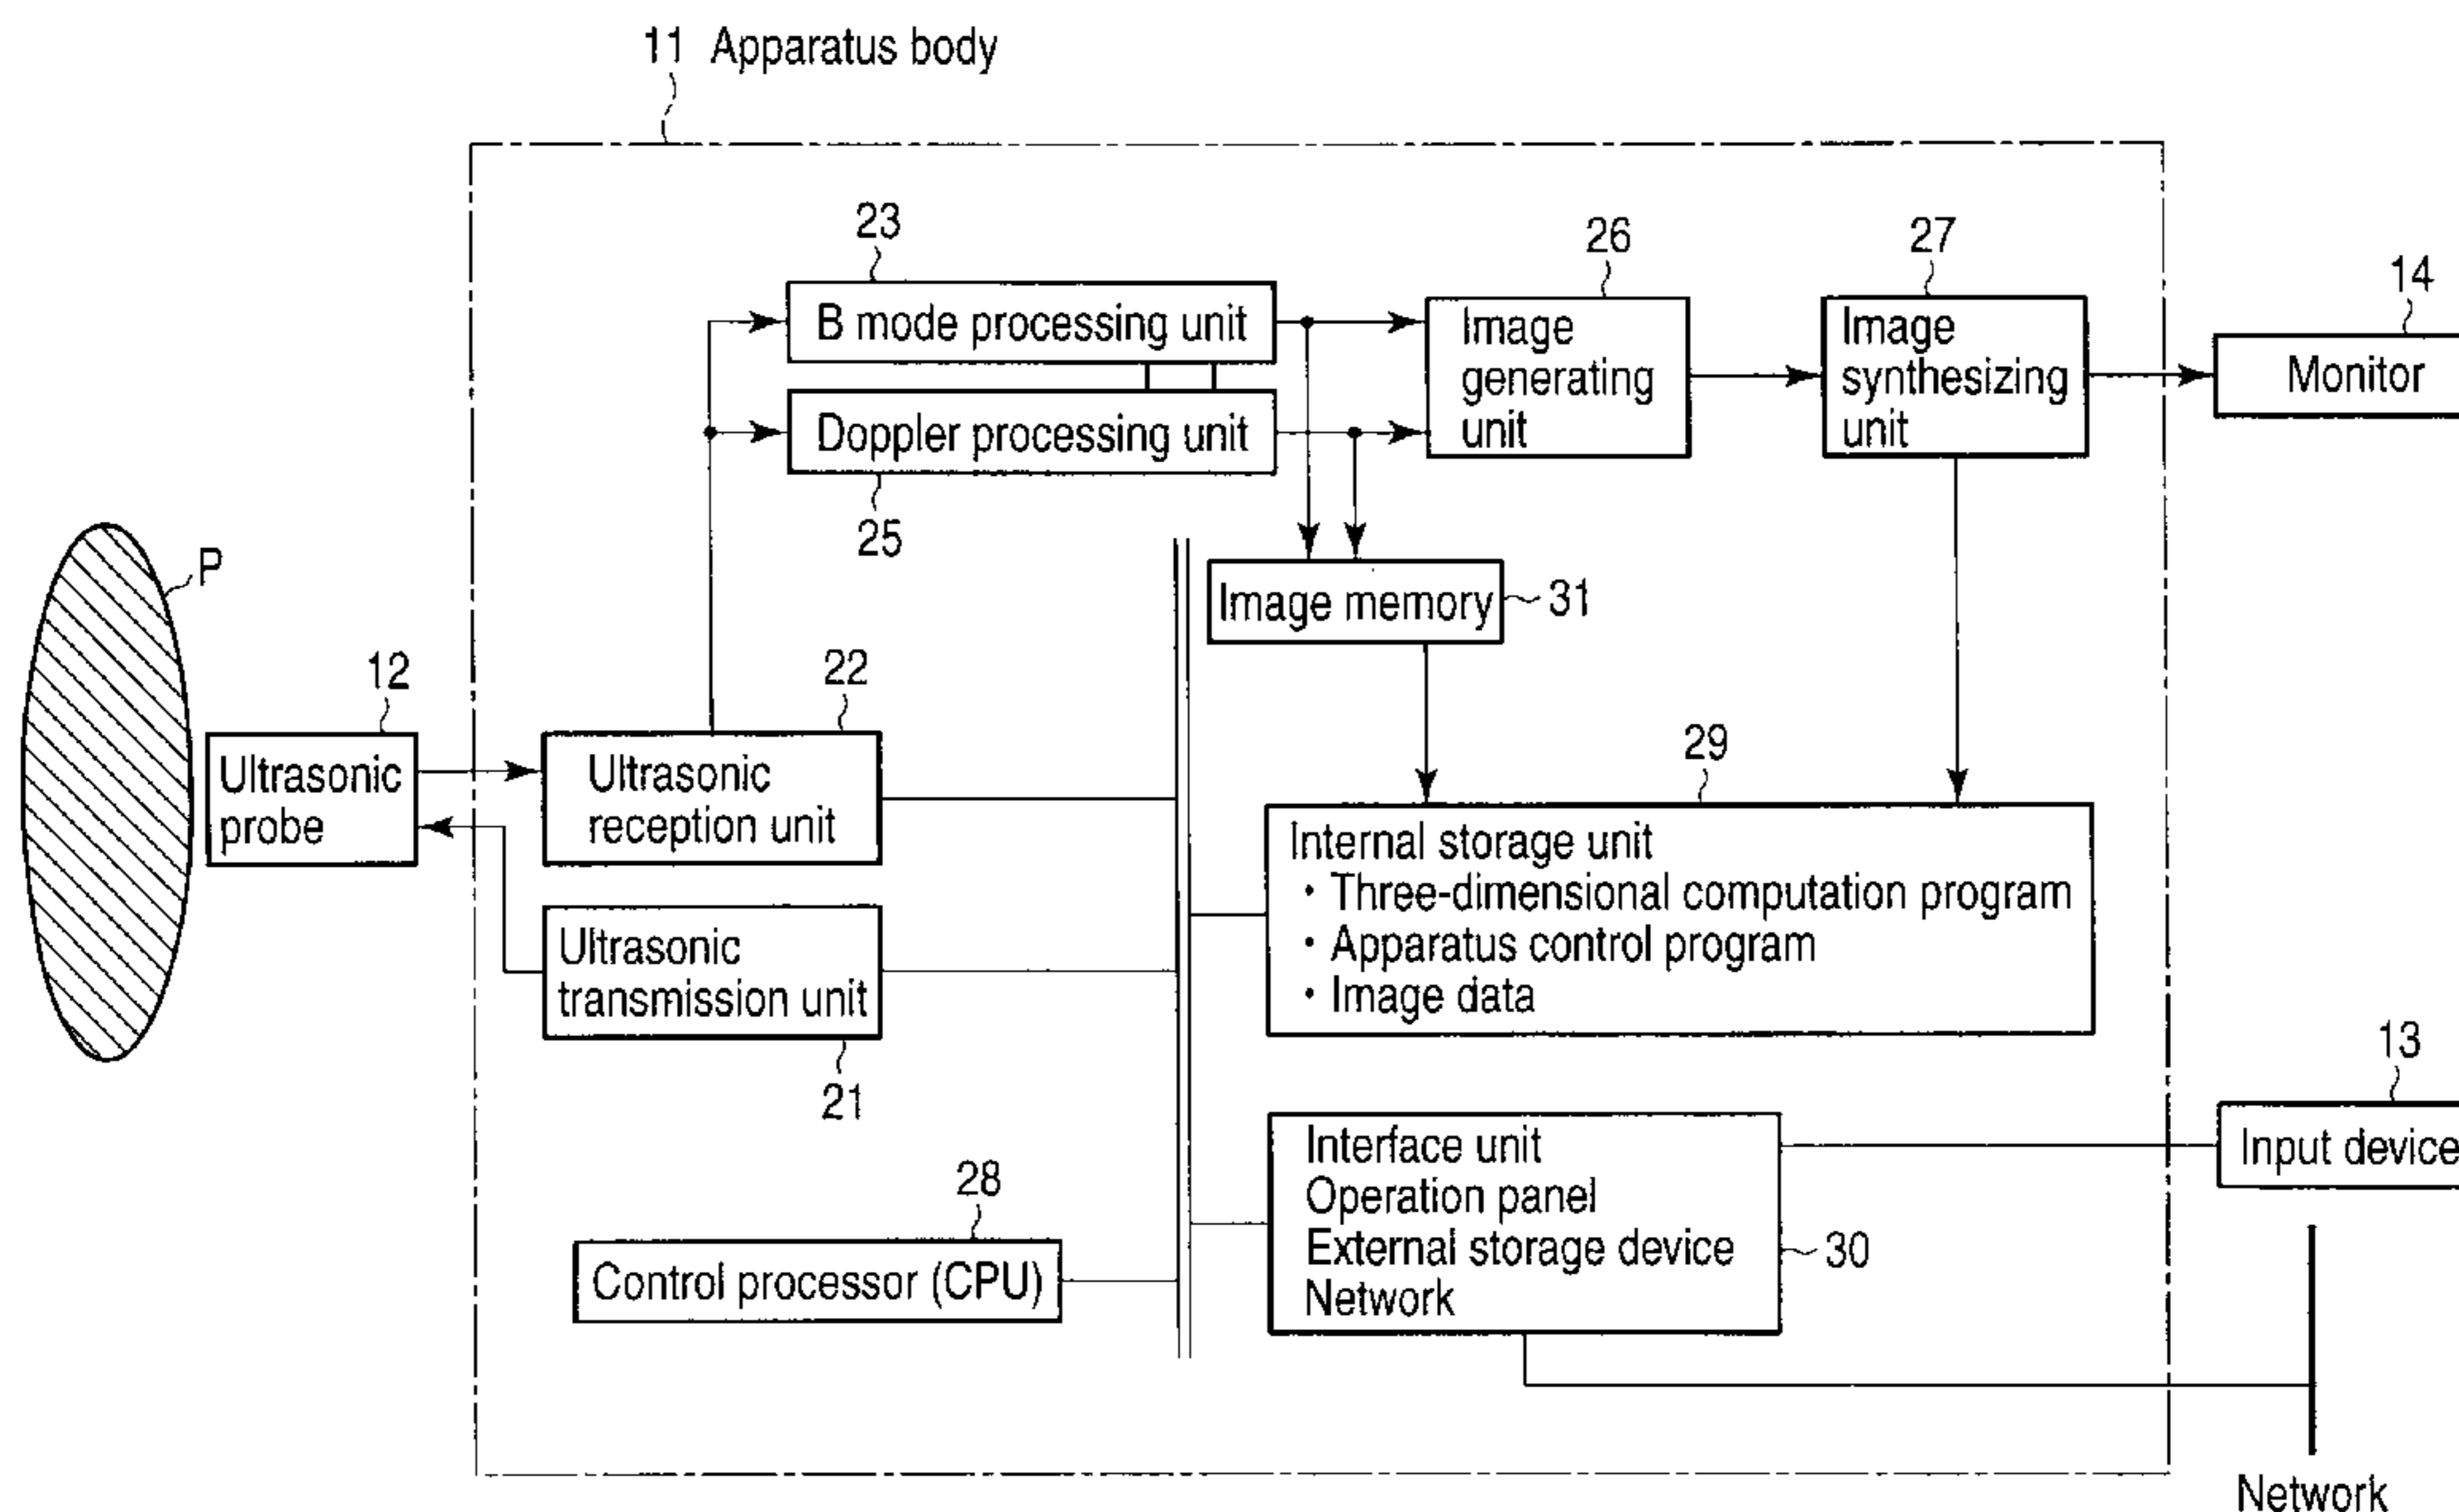 11 Apparatus body
23
B mode processing unit
Doppler processing unit
25
26
Image
generating
unit
27
Image
synthesizing
unit
14
Monitor
P
12
Ultrasonic
probe
22
Ultrasonic
reception unit
Ultrasonic
transmission unit
21
Image memory
31
29
Internal storage unit
・Three-dimensional computation program
・Apparatus control program
・Image data
28
Control processor (CPU)
Interface unit
Operation panel
External storage device
Network
30
13
Input device
Network